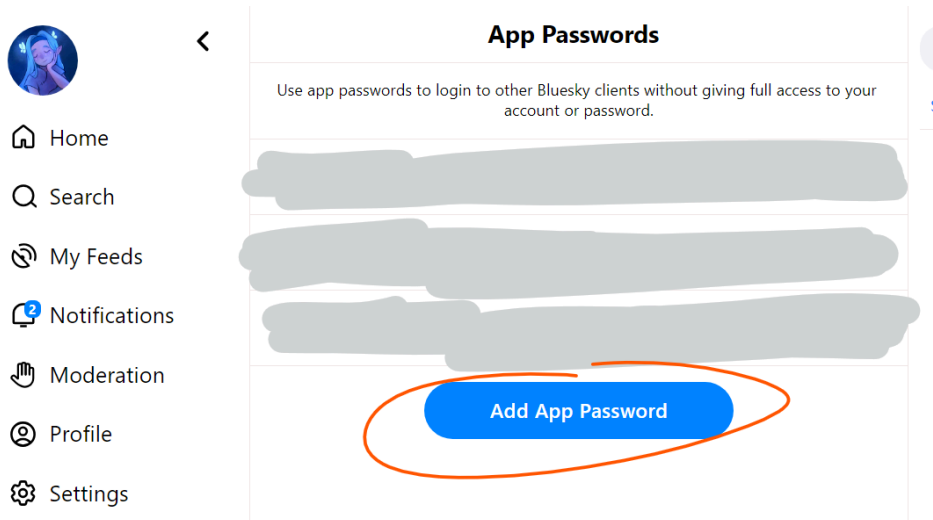 App Passwords
Use app passwords to login to other Bluesky clients without giving full access to your
account or password.
Home
Search
My Feeds
2
Notifications
Moderation
Profile
Settings
Add App Password